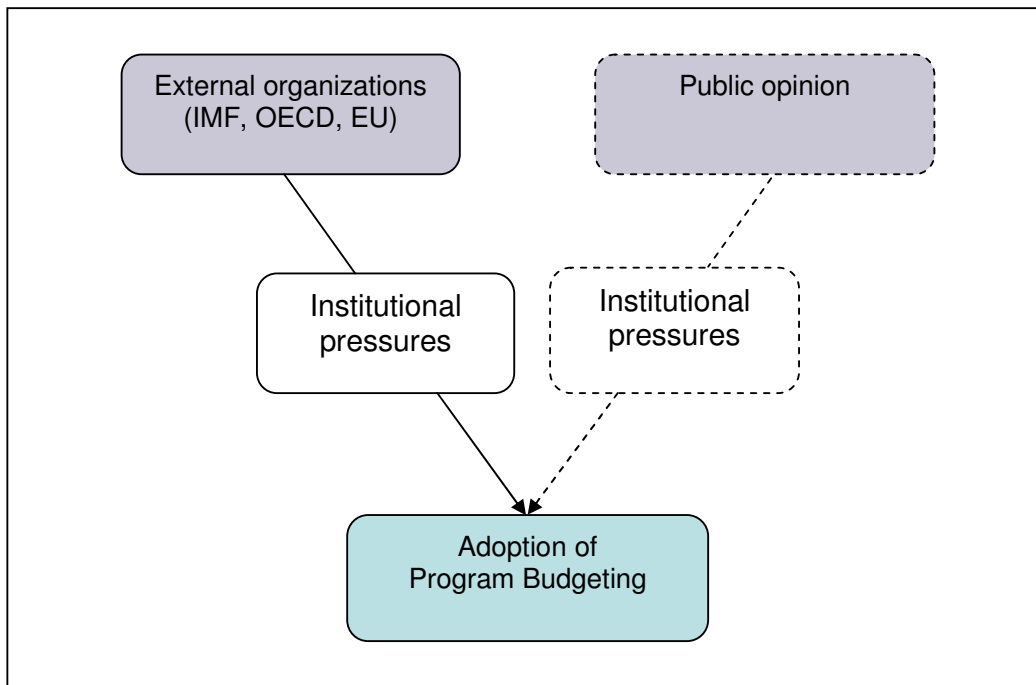 External organizations
(IMF, OECD, EU)
Public opinion
Institutional
pressures
Institutional
pressures
Adoption of
Program Budgeting